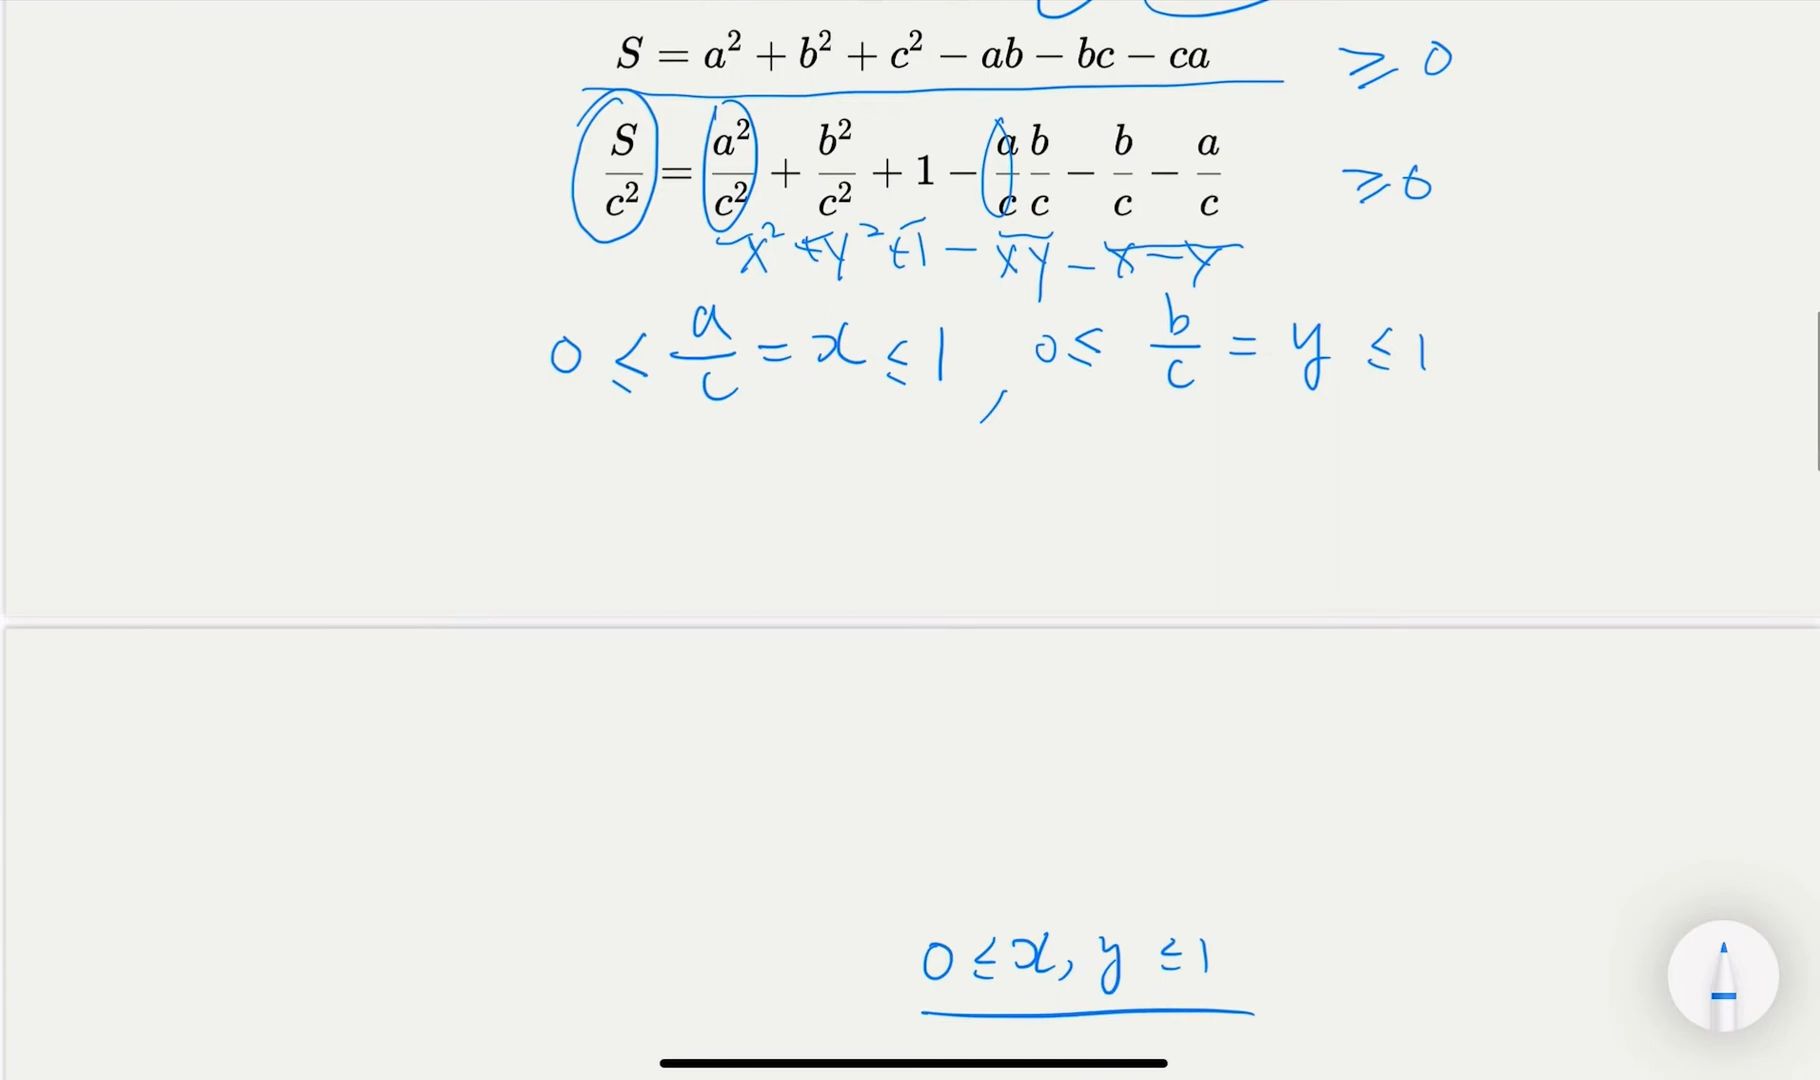 S = a² + b² + c² − ab − bc − ca ≥ 0
S/c² = a²/c² + b²/c² + 1 − a/c b/c − b/c − a/c ≥ 0
x² + y² + 1 − xy − x − y
0 ≤ a/c = x ≤ 1 , 0 ≤ b/c = y ≤ 1
0 ≤ x, y ≤ 1